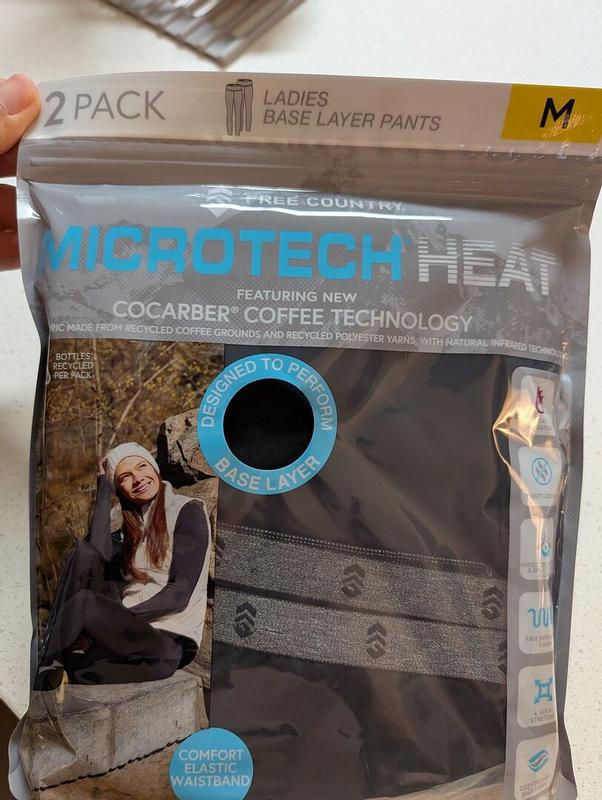 2 PACK
LADIES
BASE LAYER PANTS
M
FREE COUNTRY.
MICROTECH HEAT
FEATURING NEW
COCARBER® COFFEE TECHNOLOGY
MADE FROM RECYCLED COFFEE GROUNDS AND RECYCLED POLYESTER YARNS, WITH NATURAL INFRARED
BOTTLES
RECYCLED
PER PACK
DESIGNED TO PERFORM
BASE LAYER
4 WAY
STRETCH
COMFORT
ELASTIC
WAISTBAND